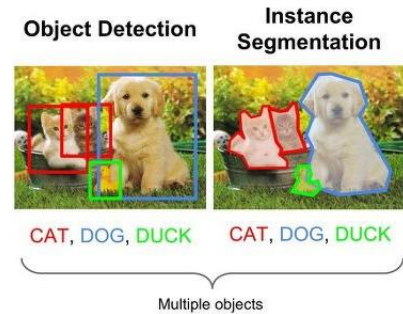 Object Detection
Instance
Segmentation
CAT, DOG, DUCK
CAT, DOG, DUCK
Multiple objects